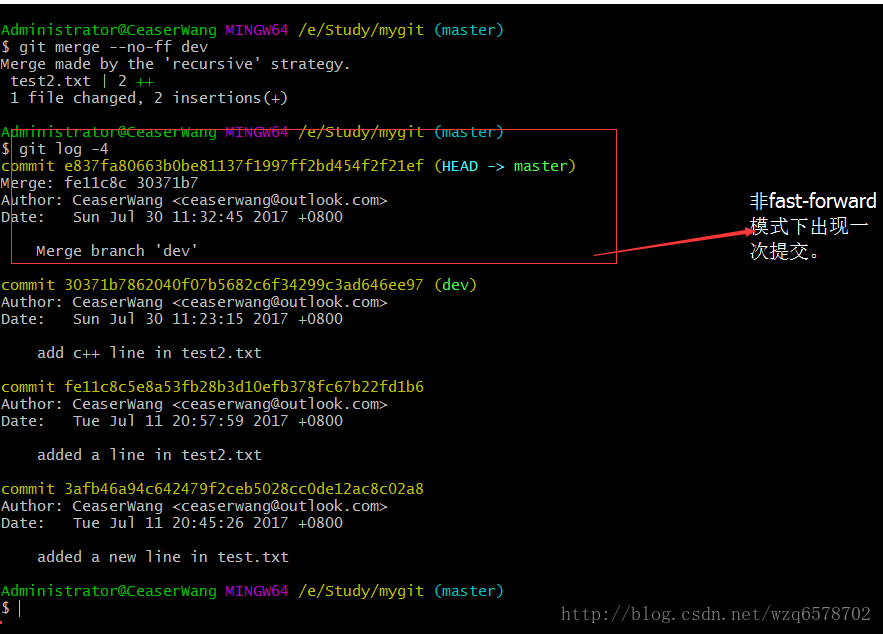 Administrator@CeaserWang MINGW64 /e/Study/mygit (master)
$ git merge --no-ff dev
Merge made by the 'recursive' strategy.
 test2.txt | 2 ++
 1 file changed, 2 insertions(+)
Administrator@CeaserWang MINGW64 /e/Study/mygit (master)
$ git log -4
commit e837fa80663b0be81137f1997ff2bd454f2f21ef (HEAD -> master)
Merge: fe11c8c 30371b7
Author: CeaserWang <ceaserwang@outlook.com>
Date:   Sun Jul 30 11:32:45 2017 +0800
    Merge branch 'dev'
非fast-forward
模式下出现一
次提交。
commit 30371b7862040f07b5682c6f34299c3ad646ee97 (dev)
Author: CeaserWang <ceaserwang@outlook.com>
Date:   Sun Jul 30 11:23:15 2017 +0800
    add c++ line in test2.txt
commit fe11c8c5e8a53fb28b3d10efb378fc67b22fd1b6
Author: CeaserWang <ceaserwang@outlook.com>
Date:   Tue Jul 11 20:57:59 2017 +0800
    added a line in test2.txt
commit 3afb46a94c642479f2ceb5028cc0de12ac8c02a8
Author: CeaserWang <ceaserwang@outlook.com>
Date:   Tue Jul 11 20:45:26 2017 +0800
    added a new line in test.txt
Administrator@CeaserWang MINGW64 /e/Study/mygit (master)
$
http://blog.csdn.net/wzq6578702